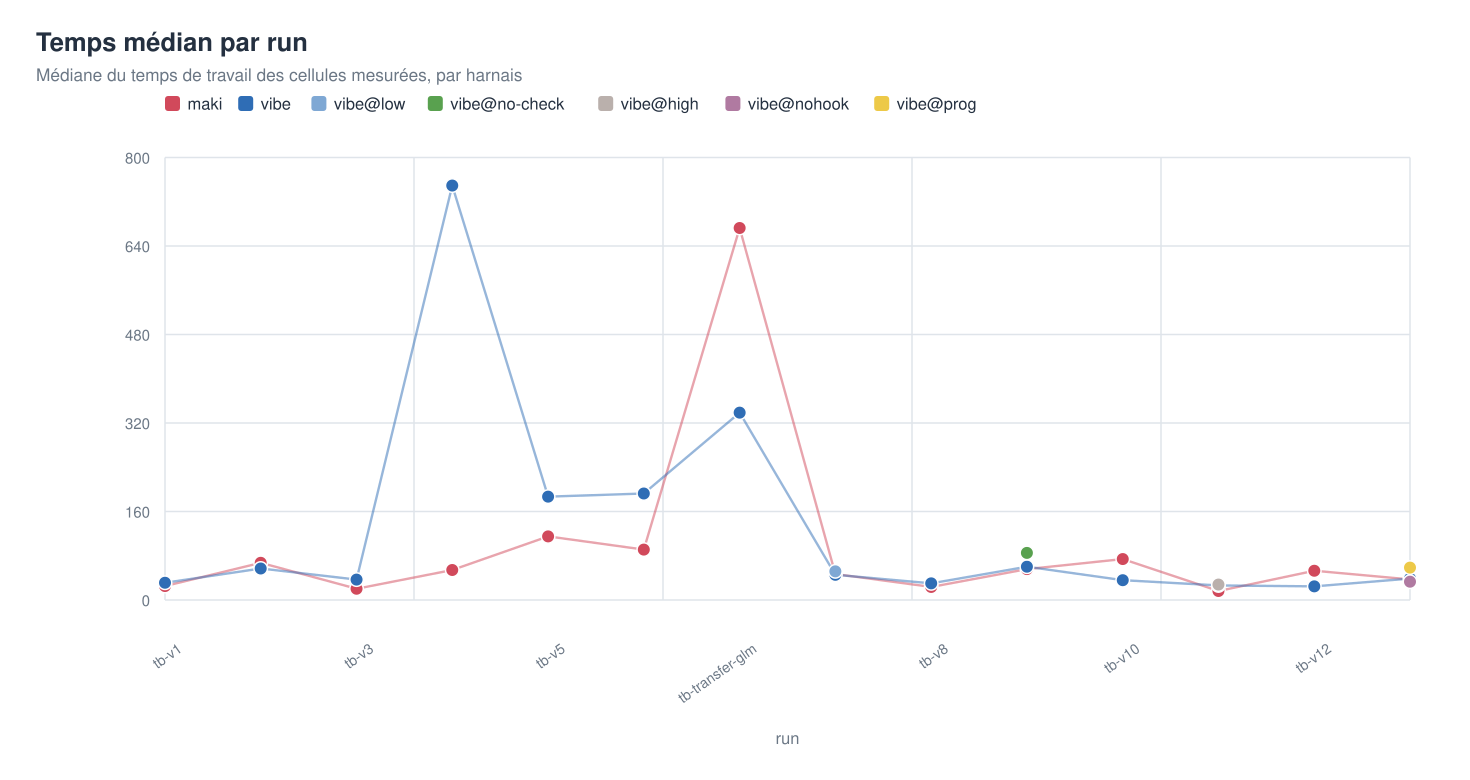 Temps médian par run
Médiane du temps de travail des cellules mesurées, par harnais
maki vibe vibe@low vibe@no-check vibe@high vibe@nohook vibe@prog
800
640
480
320
160
0
tb-v1 tb-v3 tb-v5 tb-transfer-glm tb-v8 tb-v10 tb-v12
run